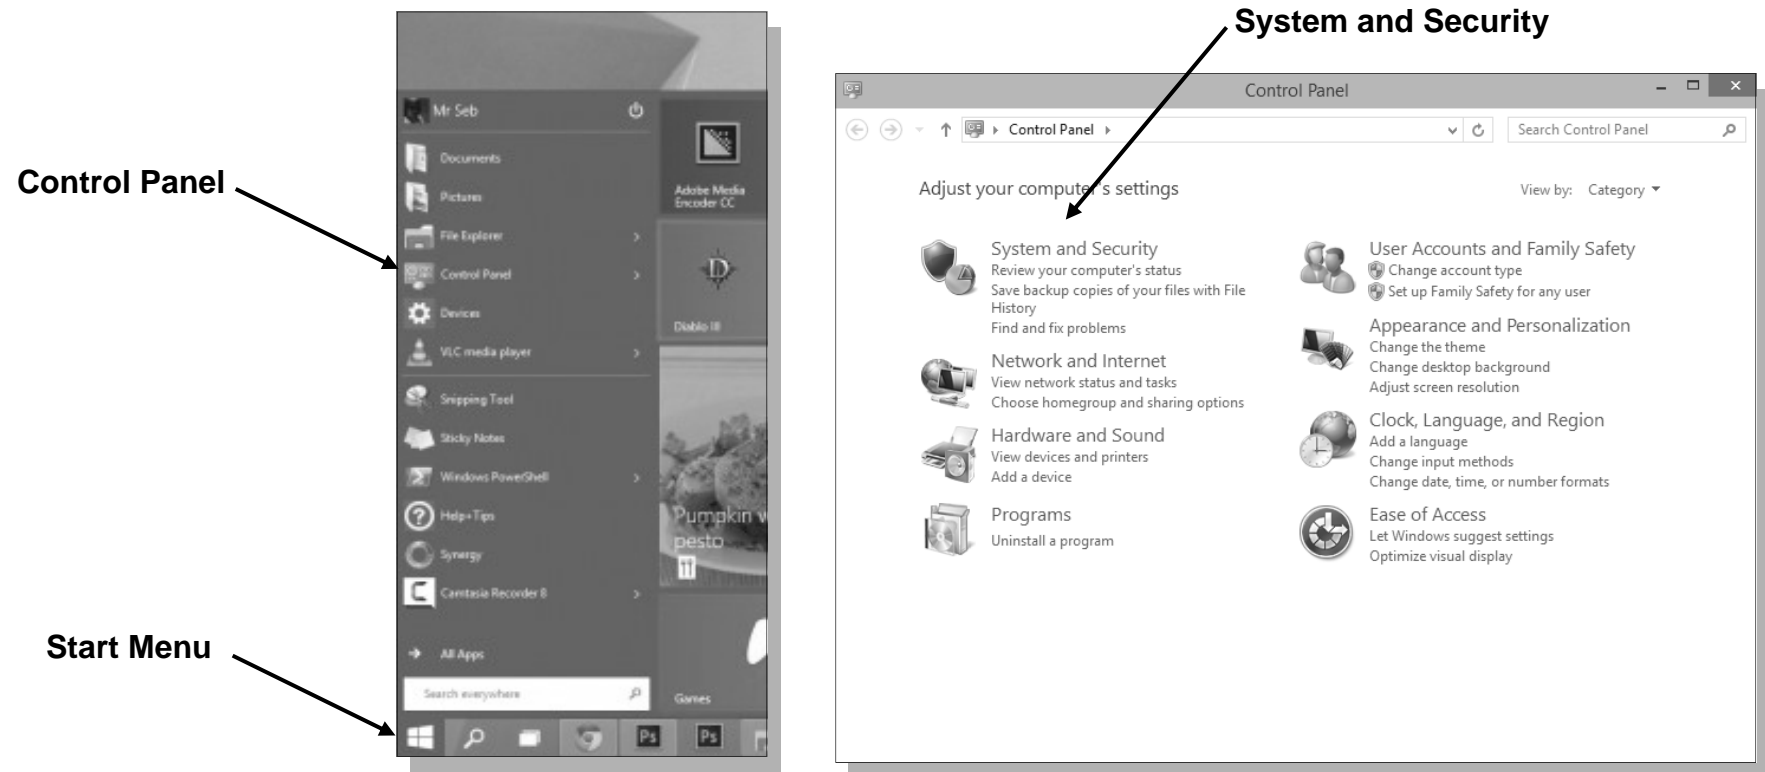 System and Security
Control Panel
Start Menu
Mr Seb
Documents
Pictures
File Explorer
Control Panel
Devices
VLC media player
Snipping Tool
Sticky Notes
Windows PowerShell
Help+Tips
Synergy
Camtasia Recorder 8
All Apps
Search everywhere
Adobe Media
Encoder CC
D
Diablo III
Pumpkin w
pesto
Games
Ps
Ps
Control Panel
Control Panel
Search Control Panel
Adjust your computer's settings
View by: Category
System and Security
Review your computer's status
Save backup copies of your files with File
History
Find and fix problems
Network and Internet
View network status and tasks
Choose homegroup and sharing options
Hardware and Sound
View devices and printers
Add a device
Programs
Uninstall a program
User Accounts and Family Safety
Change account type
Set up Family Safety for any user
Appearance and Personalization
Change the theme
Change desktop background
Adjust screen resolution
Clock, Language, and Region
Add a language
Change input methods
Change date, time, or number formats
Ease of Access
Let Windows suggest settings
Optimize visual display